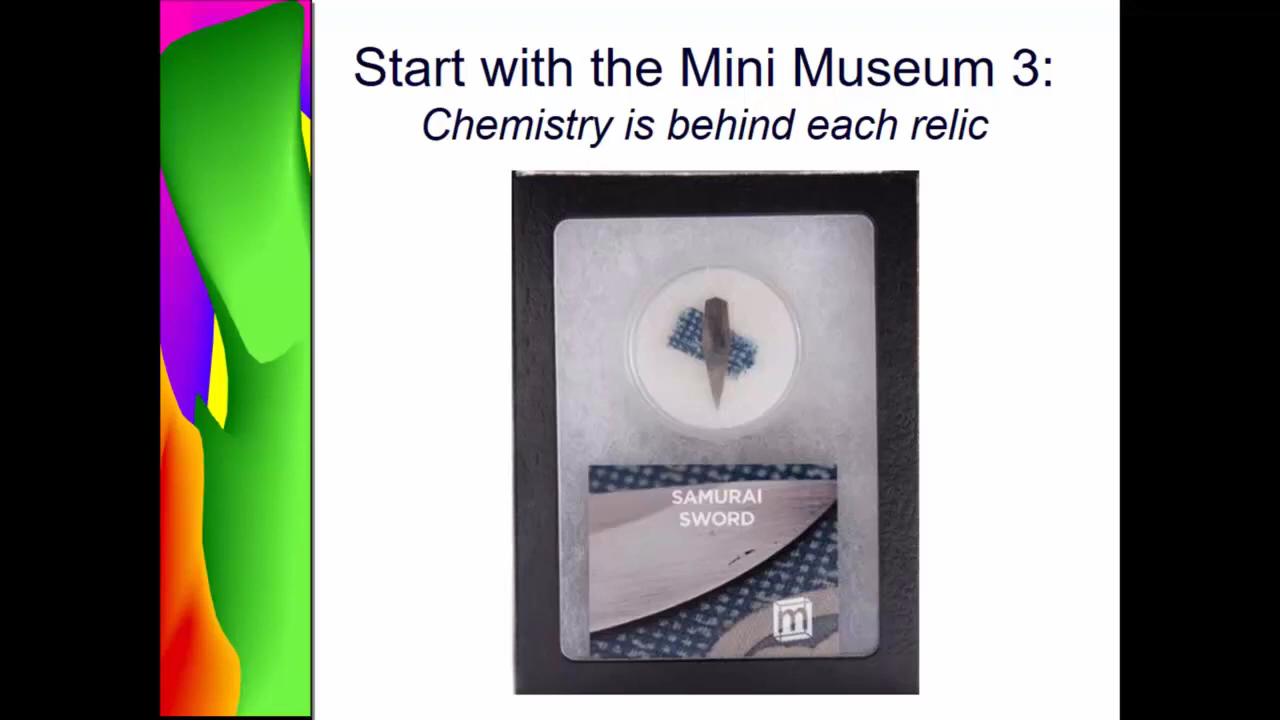 Start with the Mini Museum 3:
Chemistry is behind each relic
SAMURAI
SWORD
m